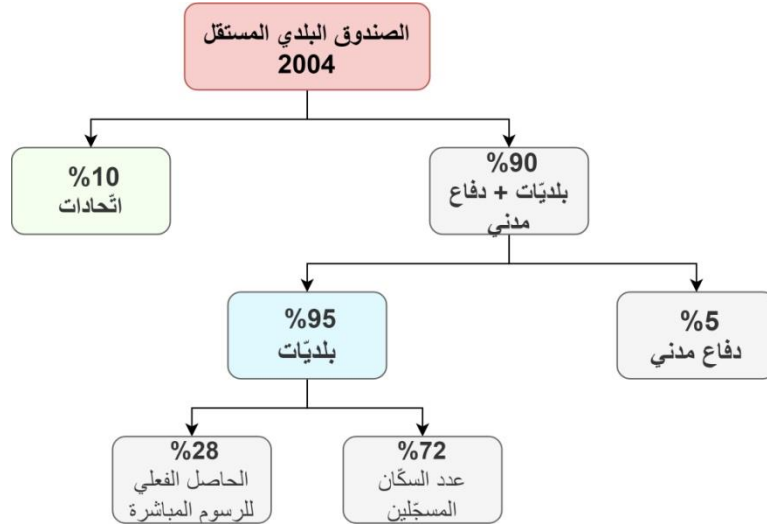 الصندوق البلدي المستقل
2004
%90
بلديّات + دفاع
مدني
%10
اتّحادات
%5
دفاع مدني
%95
بلديّات
%72
عدد السكّان
المسجّلين
%28
الحاصل الفعلي
للرسوم المباشرة